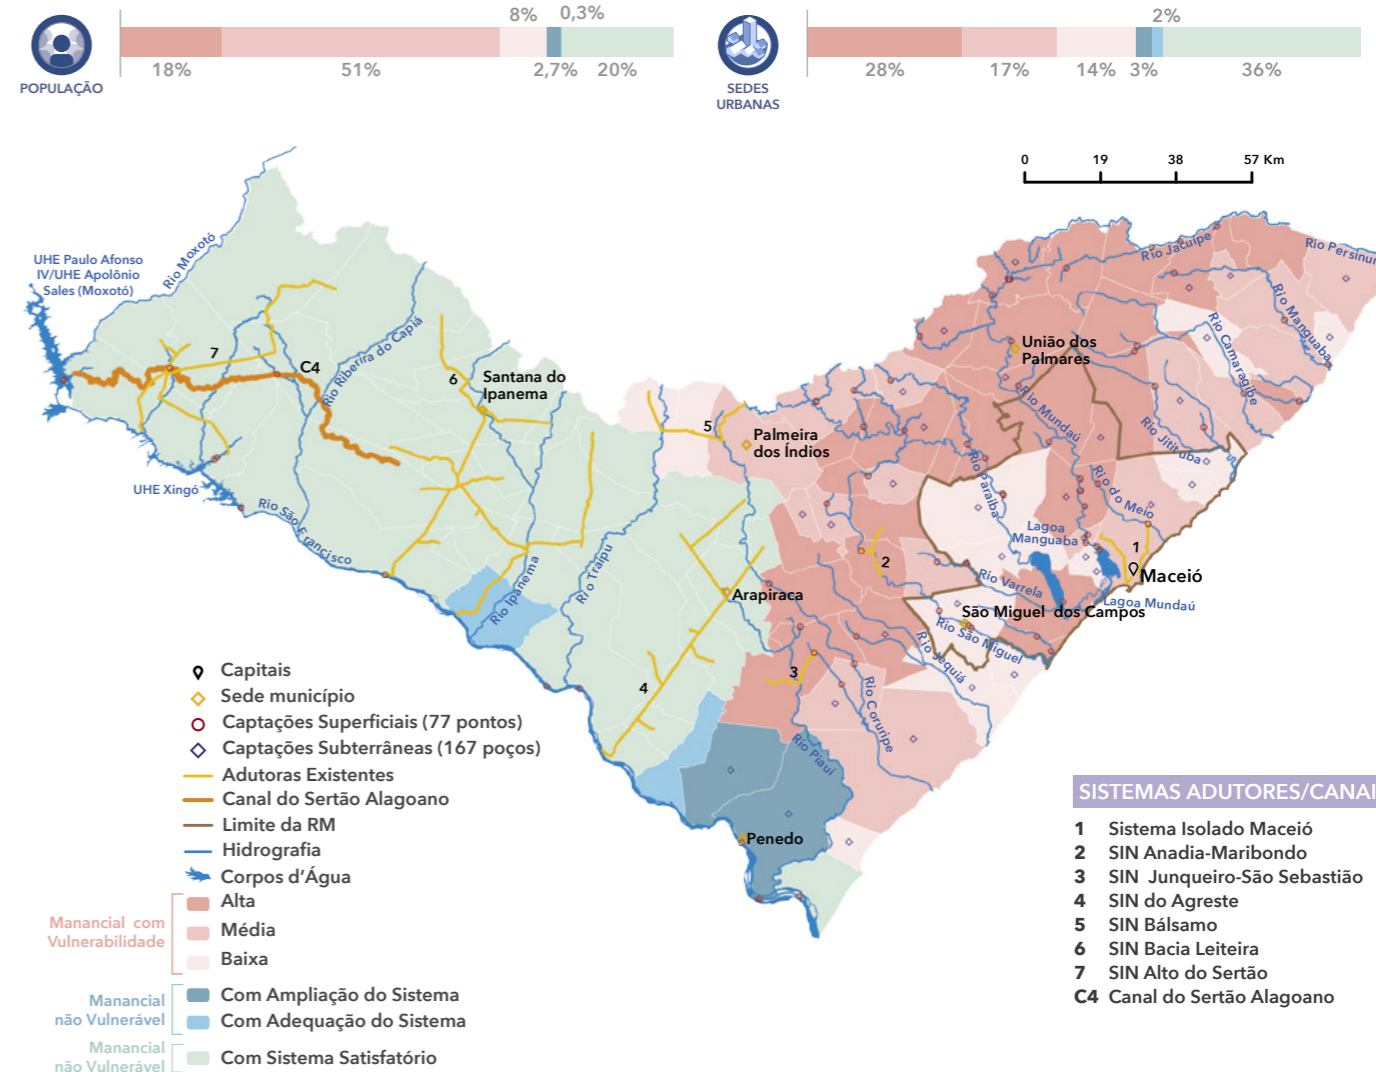 8%
0,3%
18%
51%
2,7%
20%
POPULAÇÃO
2%
28%
17%
14%
3%
36%
SEDES
URBANAS
0
19
38
57 Km
UHE Paulo Afonso
IV/UHE Apolônio
Sales (Moxotó)
Rio Moxotó
7
C4
Rio Riberira do Capiá
6
Santana do
Ipanema
UHE Xingó
Rio São Francisco
Rio Ipanema
Rio Traipu
5
Palmeira
dos Índios
Arapiraca
4
3
2
1
União dos
Palmares
Rio Jacuípe
Rio Manguaba
Rio Camaragibe
Rio Mundaú
Rio Jitituba
Rio do Meio
Rio Paraíba
Lagoa
Manguaba
Maceió
Rio Varrela
Lagoa Mundaú
São Miguel dos Campos
Rio São Miguel
Rio Jequiá
Rio Coruripe
Rio Piauí
Penedo
Capitais
Sede município
Captações Superficiais (77 pontos)
Captações Subterrâneas (167 poços)
Adutoras Existentes
Canal do Sertão Alagoano
Limite da RM
Hidrografia
Corpos d’Água
Manancial com
Vulnerabilidade
Alta
Média
Baixa
Manancial
não Vulnerável
Com Ampliação do Sistema
Com Adequação do Sistema
Manancial
não Vulnerável
Com Sistema Satisfatório
SISTEMAS ADUTORES/CANAI
1 Sistema Isolado Maceió
2 SIN Anadia-Maribondo
3 SIN Junqueiro-São Sebastião
4 SIN do Agreste
5 SIN Bálsamo
6 SIN Bacia Leiteira
7 SIN Alto do Sertão
C4 Canal do Sertão Alagoano